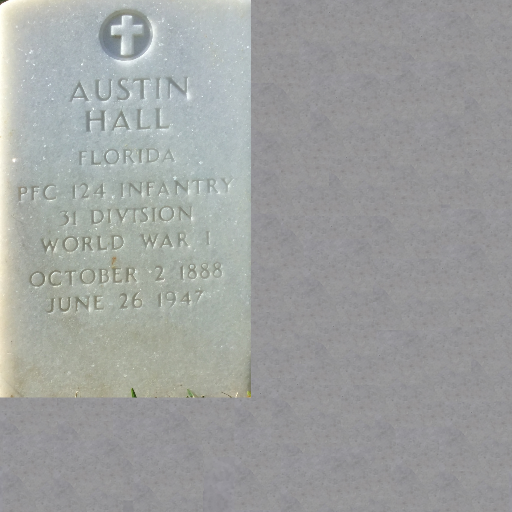 AUSTIN
HALL
FLORIDA
PFC 124 INFANTRY
31 DIVISION
WORLD WAR I
OCTOBER 2 1888
JUNE 26 1947